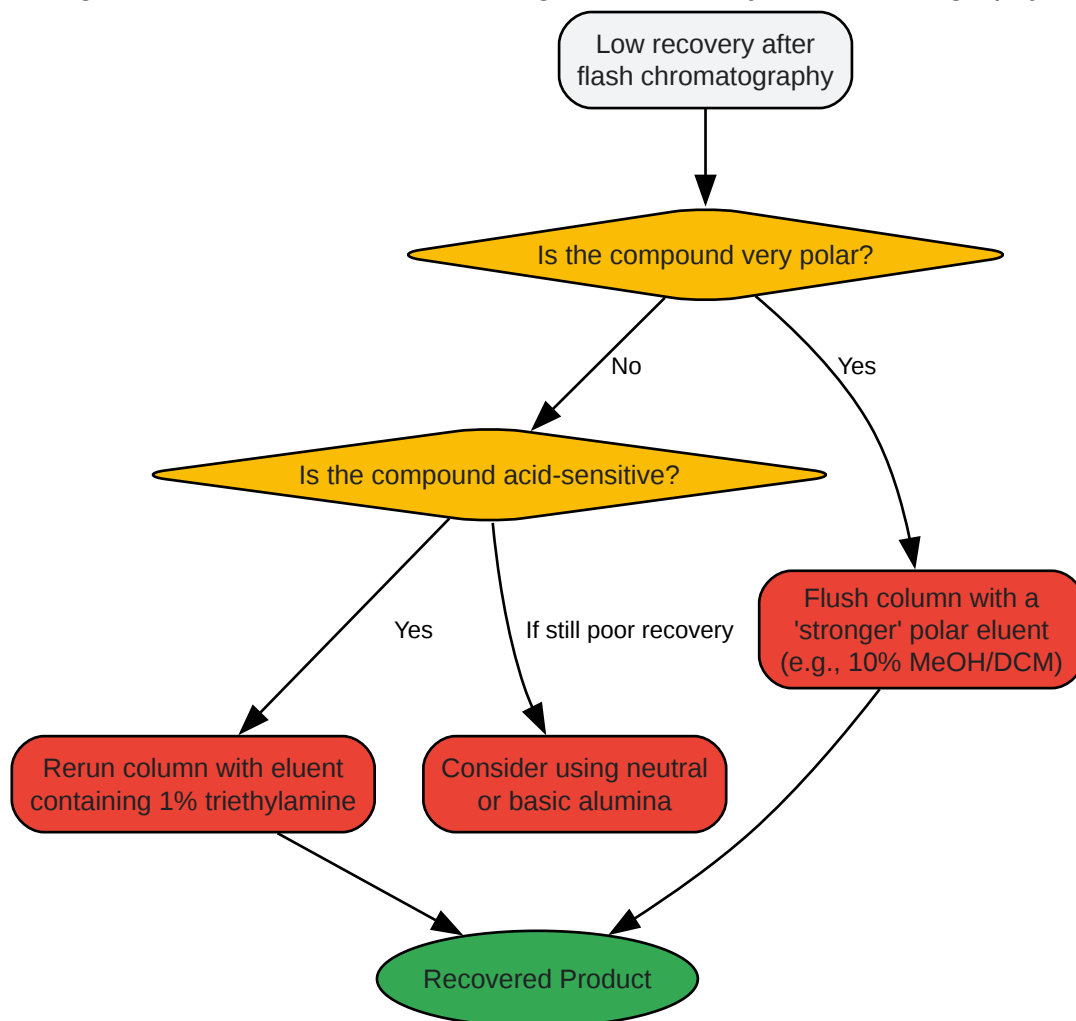 Low recovery after
flash chromatography
Is the compound very polar?
No
Yes
Is the compound acid-sensitive?
Yes
If still poor recovery
Flush column with a
'stronger' polar eluent
(e.g., 10% MeOH/DCM)
Rerun column with eluent
containing 1% triethylamine
Consider using neutral
or basic alumina
Recovered Product